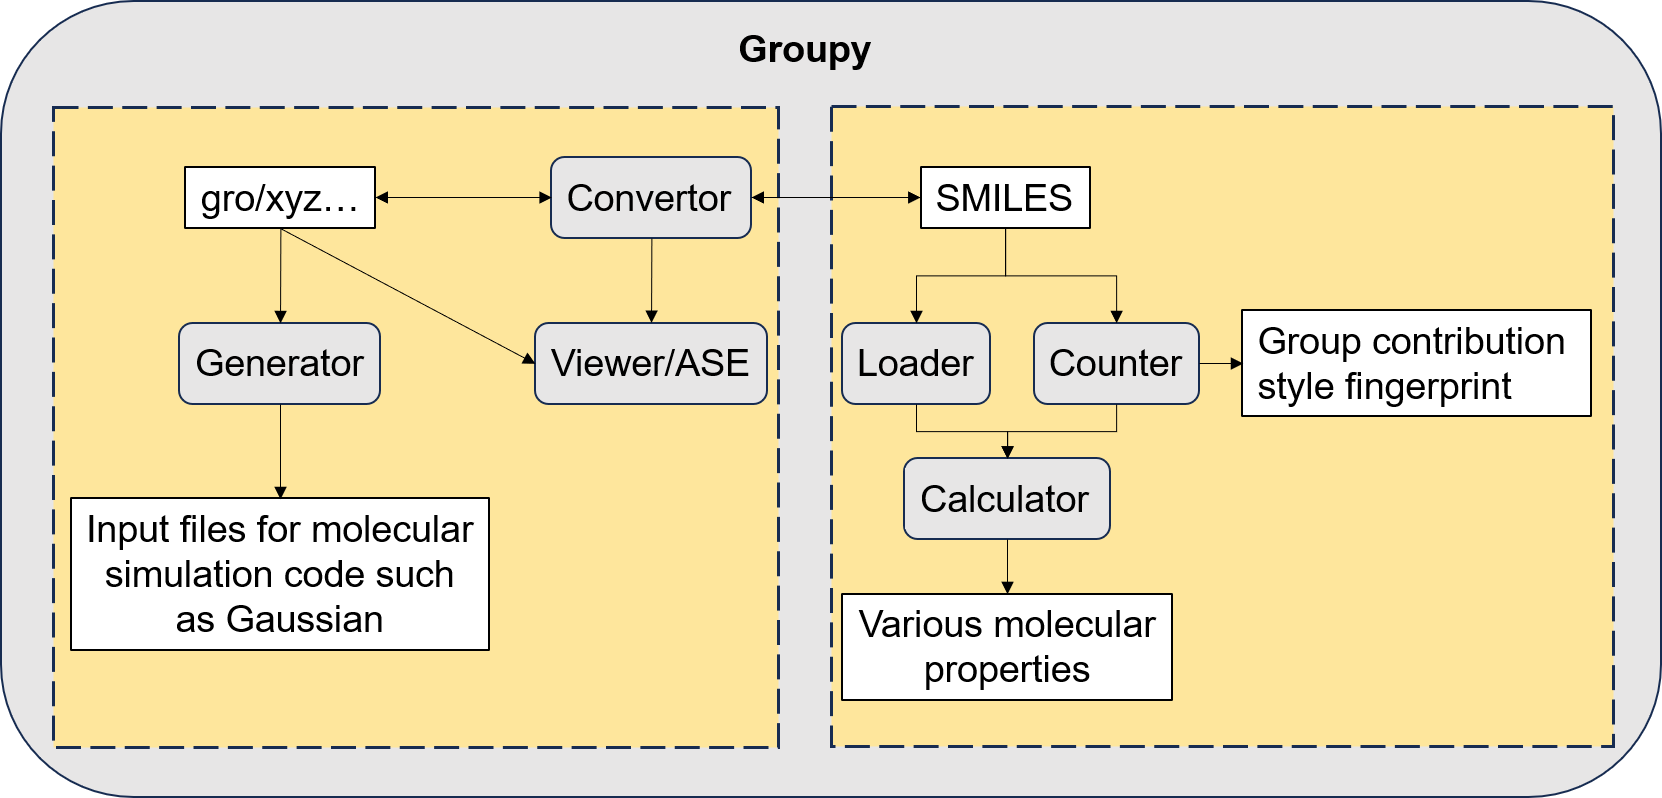 Groupy
gro/xyz…
Convertor
SMILES
Generator
Viewer/ASE
Loader
Counter
Group contribution
style fingerprint
Calculator
Input files for molecular
simulation code such
as Gaussian
Various molecular
properties